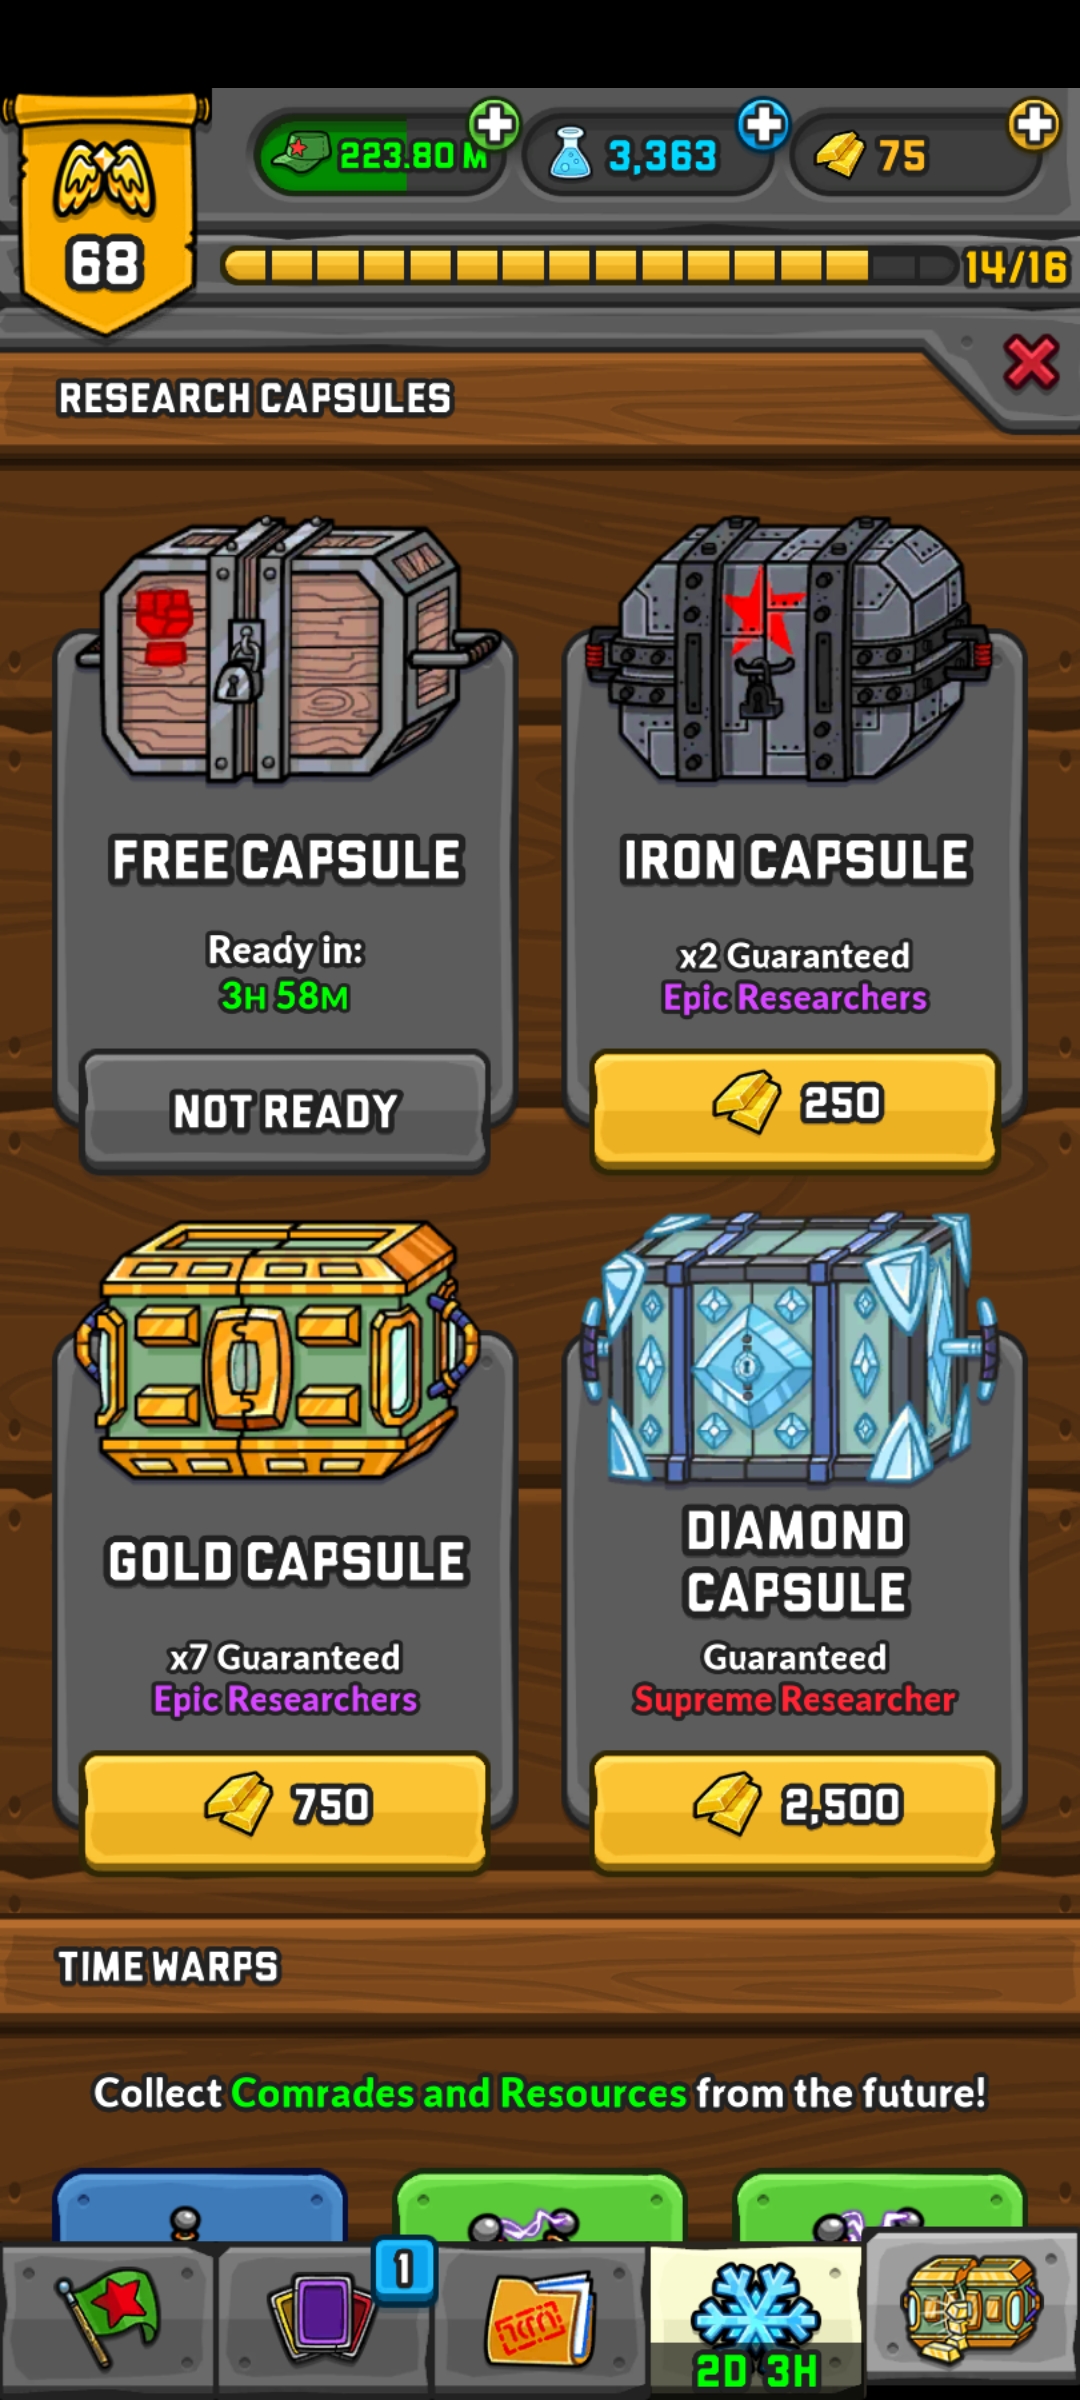 223.80 M
3,363
75
68
14/16
RESEARCH CAPSULES
FREE CAPSULE
Ready in:
3H 58M
NOT READY
IRON CAPSULE
x2 Guaranteed
Epic Researchers
250
GOLD CAPSULE
x7 Guaranteed
Epic Researchers
750
DIAMOND
CAPSULE
Guaranteed
Supreme Researcher
2,500
TIME WARPS
Collect Comrades and Resources from the future!
1
2D 3H